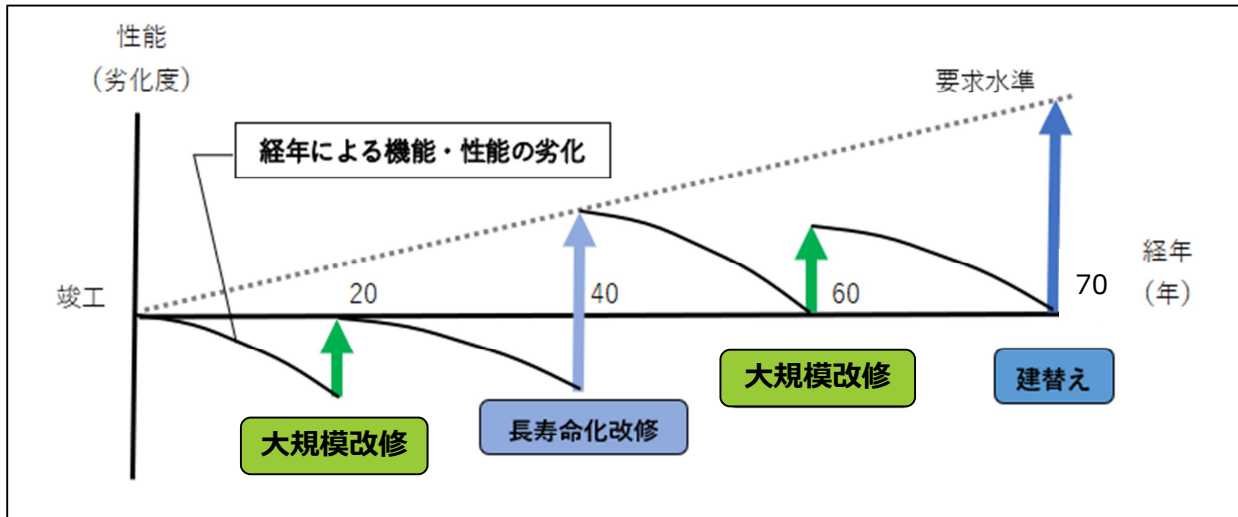 性能
（劣化度）
要求水準
経年による機能・性能の劣化
竣工
20
40
60
70
経年
（年）
大規模改修
長寿命化改修
大規模改修
建替え